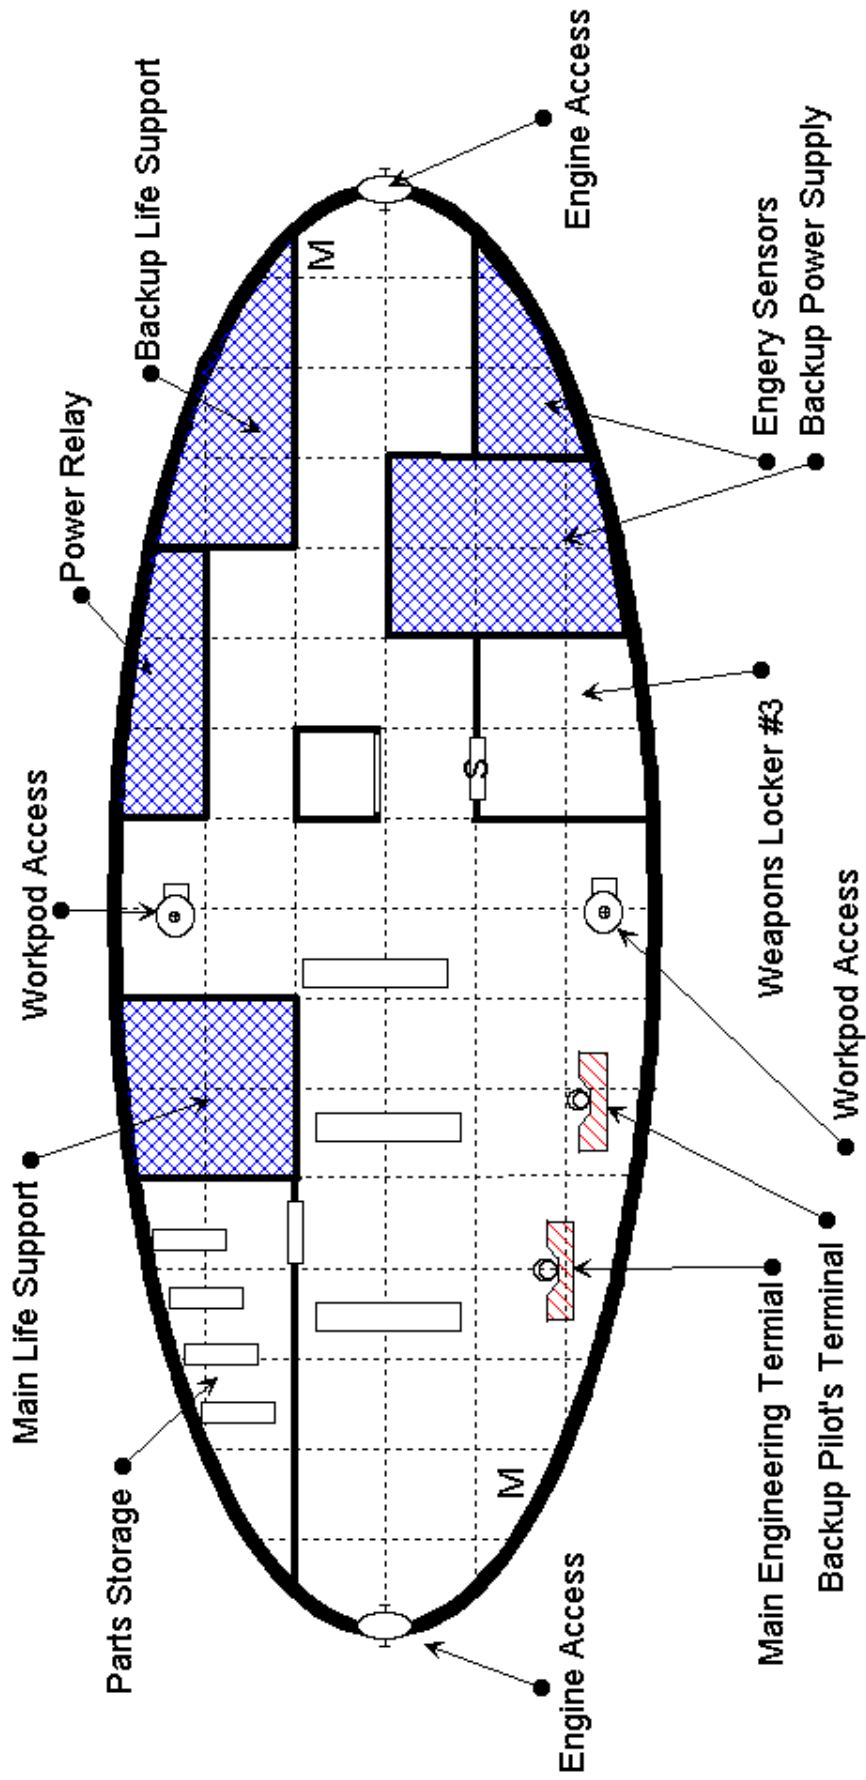 Parts Storage
Main Life Support
Workpod Access
Power Relay
Backup Life Support
Engine Access
M
S
M
Engine Access
Main Engineering Termial
Backup Pilot's Terminal
Workpod Access
Weapons Locker #3
Engery Sensors
Backup Power Supply